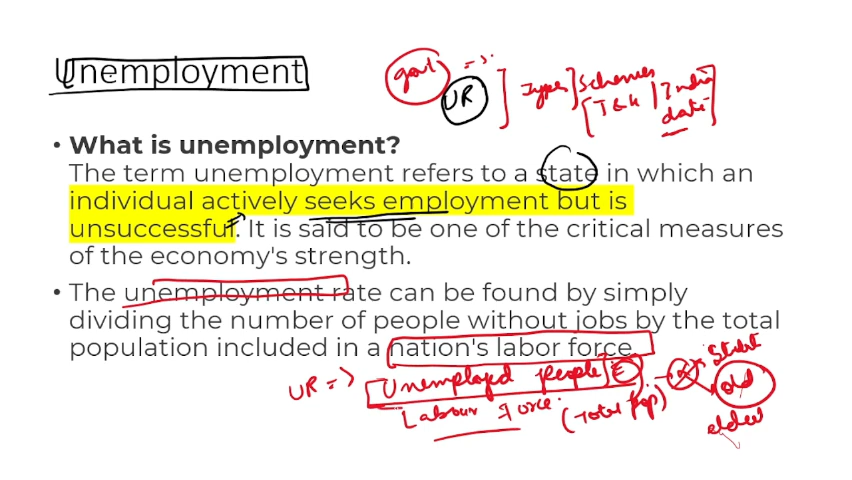 Unemployment
govt
UR
Types
Schemes
T & K
India
data
• What is unemployment?
The term unemployment refers to a state in which an
individual actively seeks employment but is
unsuccessful. It is said to be one of the critical measures
of the economy's strength.
• The unemployment rate can be found by simply
dividing the number of people without jobs by the total
population included in a nation's labor force.
UR => Unemployed People
Labour Force
(Total Pop)
old